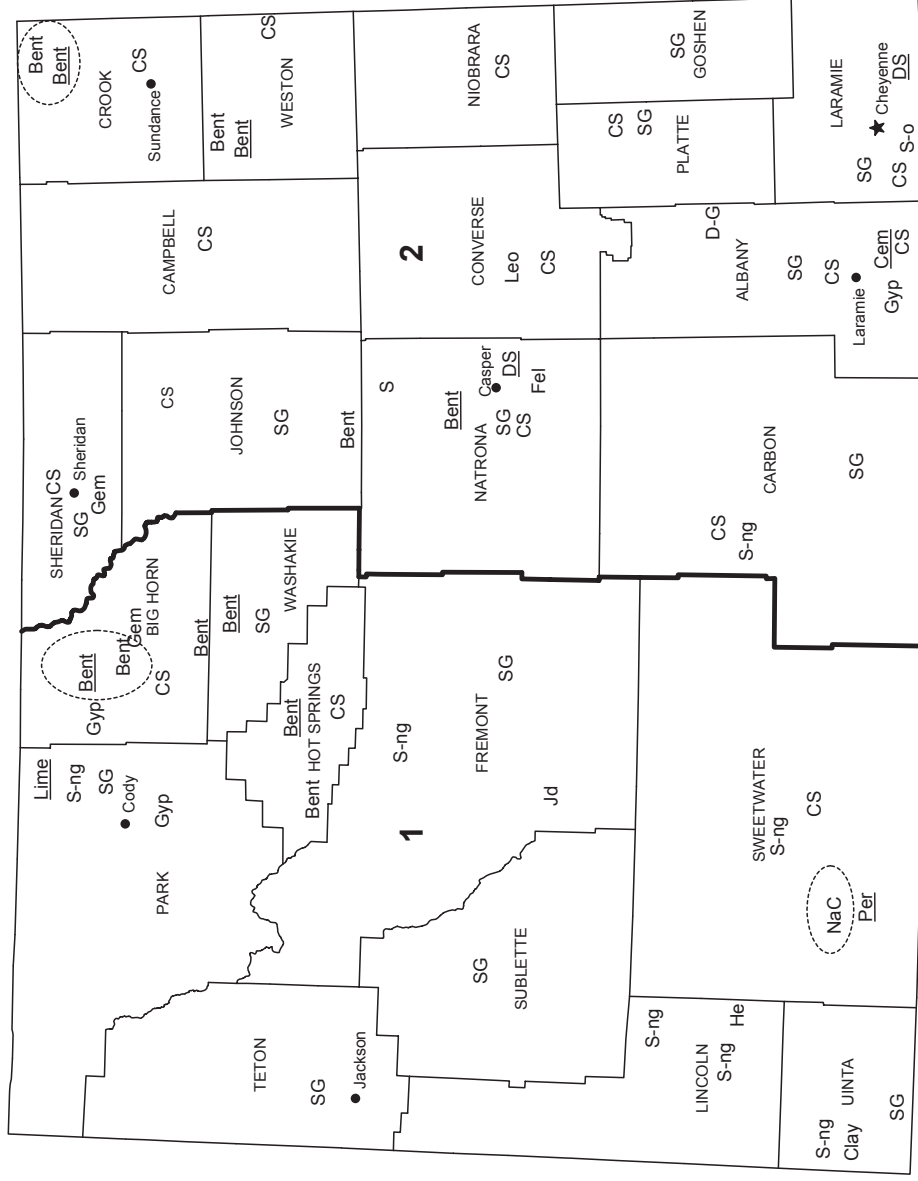 PARK
Gyp
Cody
SG
S-ng
Lime
Gyp
Bent
Bent
Gem
BIG HORN
CS
Bent
SHERIDAN
CS
Sheridan
SG
Gem
CAMPBELL
CS
CROOK
Bent
Bent
CS
Sundance
TETON
SG
Jackson
HOT SPRINGS
Bent
Bent
CS
WASHAKIE
Bent
SG
JOHNSON
CS
SG
Bent
WESTON
Bent
Bent
CS
1
FREMONT
S-ng
SG
Jd
SUBLETTE
SG
NATRONA
S
Bent
Casper
SG
CS
DS
Fel
2
CONVERSE
Leo
CS
NIOBRARA
CS
LINCOLN
S-ng
S-ng
He
UINTA
S-ng
Clay
SG
SWEETWATER
S-ng
CS
NaC
Per
CARBON
CS
S-ng
SG
ALBANY
D-G
SG
CS
Laramie
Gyp
Cem
CS
PLATTE
CS
SG
SG
GOSHEN
LARAMIE
Cheyenne
SG
DS
CS
S-o